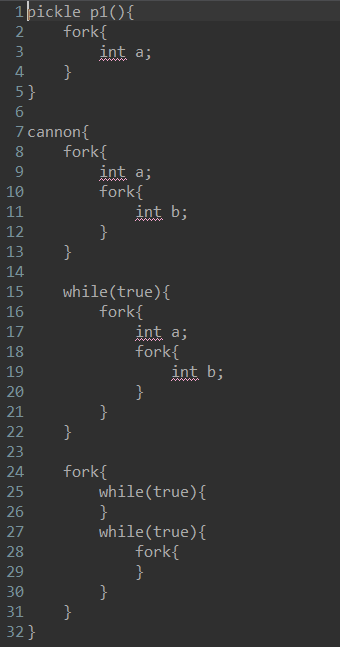 1 pickle p1(){
2     fork{
3         int a;
4     }
5 }
6
7 cannon{
8     fork{
9         int a;
10         fork{
11             int b;
12         }
13     }
14
15     while(true){
16         fork{
17             int a;
18             fork{
19                 int b;
20             }
21         }
22     }
23
24     fork{
25         while(true){
26         }
27         while(true){
28             fork{
29             }
30         }
31     }
32 }